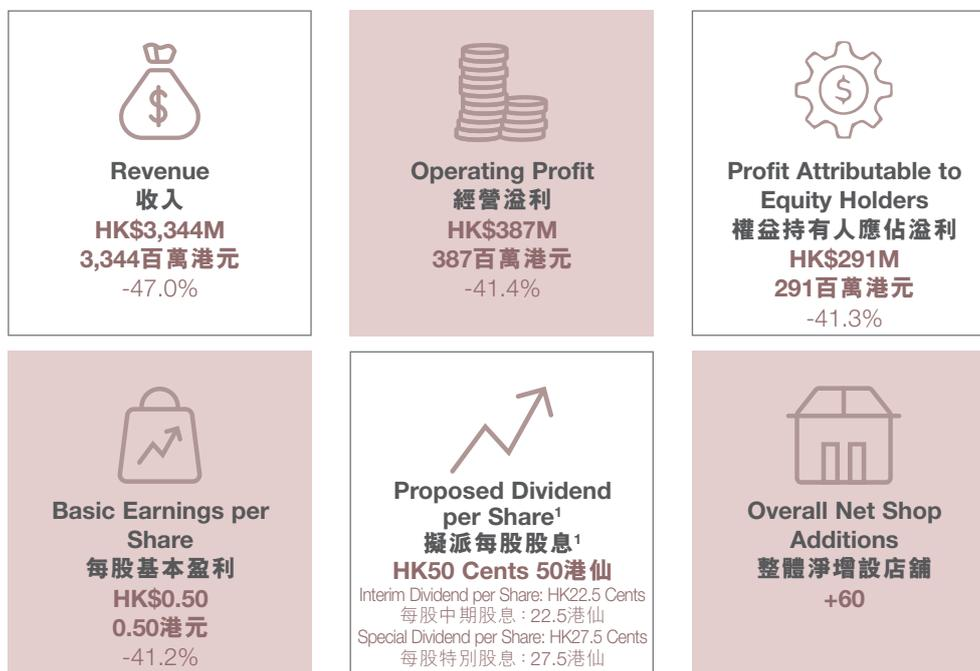 Revenue
收入
HK$3,344M
3,344百萬港元
-47.0%
Operating Profit
經營溢利
HK$387M
387百萬港元
-41.4%
Profit Attributable to
Equity Holders
權益持有人應佔溢利
HK$291M
291百萬港元
-41.3%
Basic Earnings per
Share
每股基本盈利
HK$0.50
0.50港元
-41.2%
Proposed Dividend
per Share¹
擬派每股股息¹
HK50 Cents 50港仙
Interim Dividend per Share: HK22.5 Cents
每股中期股息：22.5港仙
Special Dividend per Share: HK27.5 Cents
每股特別股息：27.5港仙
Overall Net Shop
Additions
整體淨增設店舖
+60